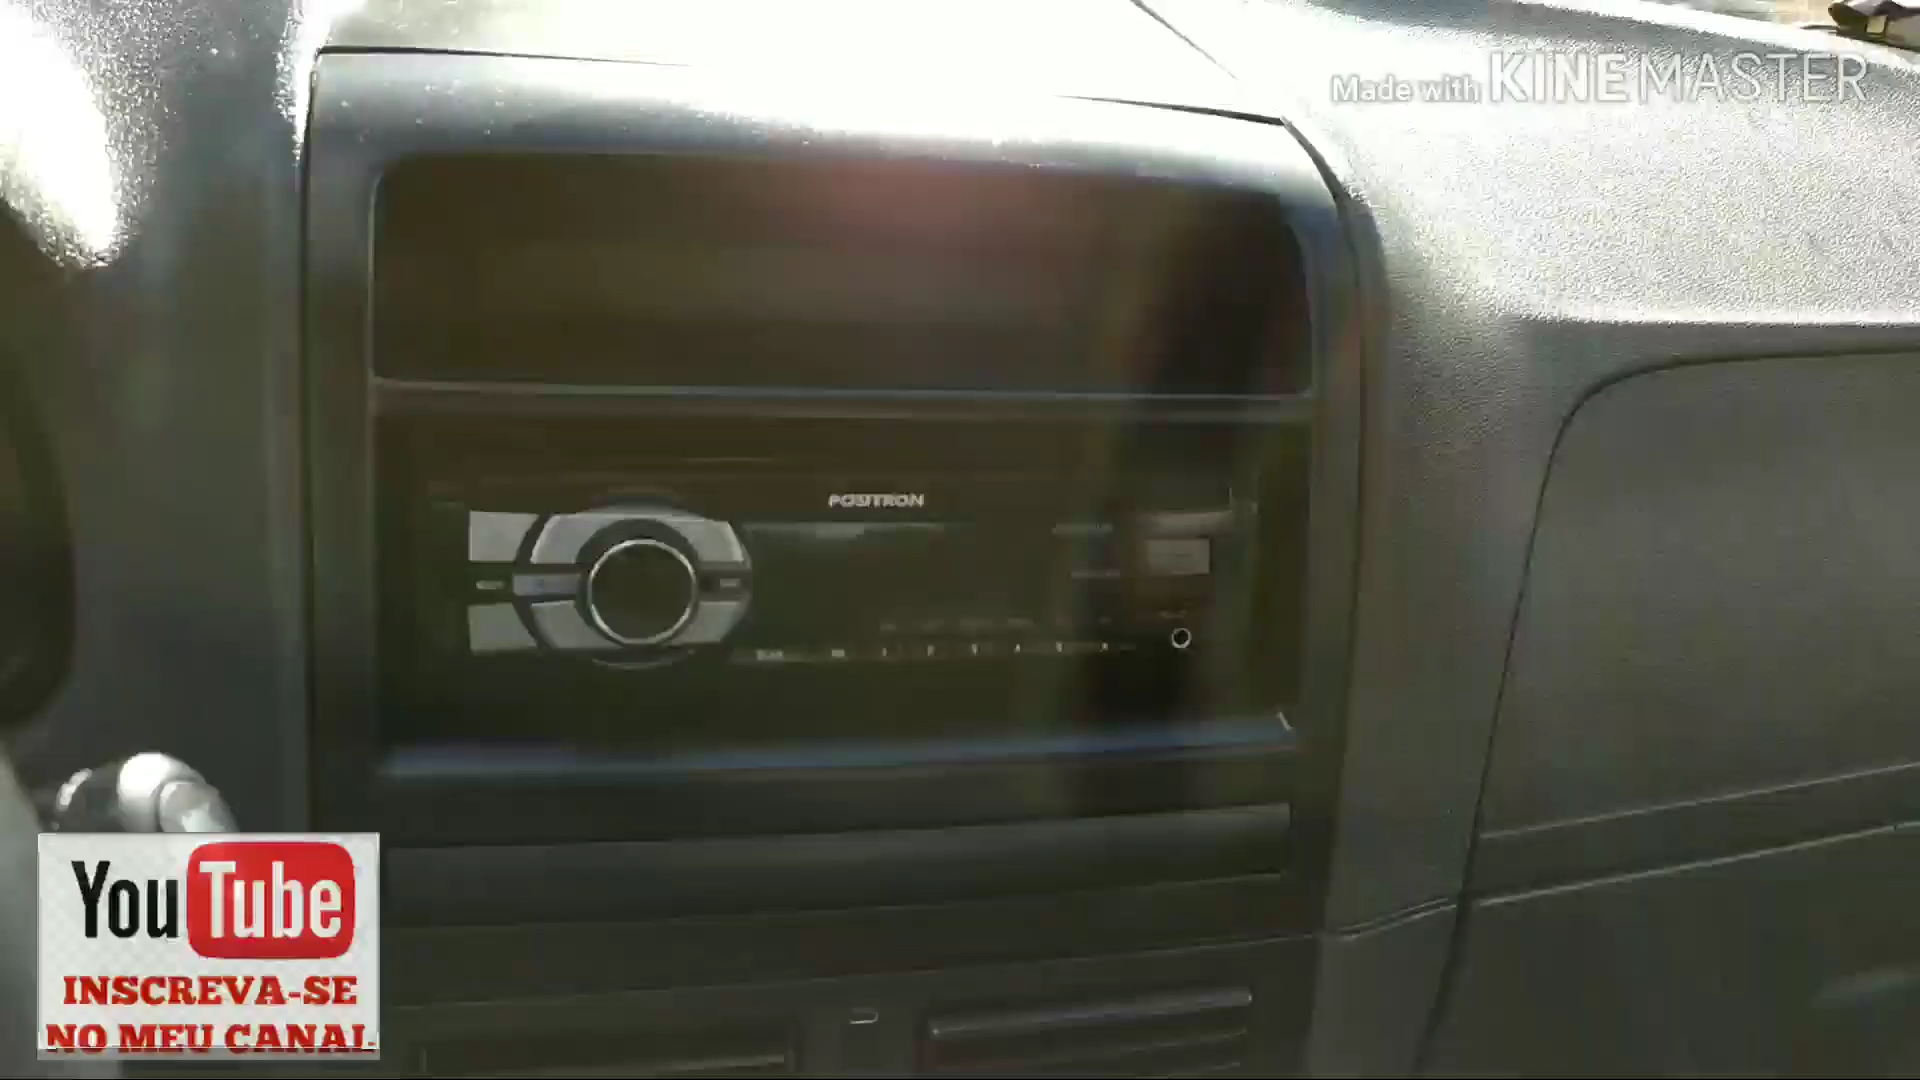 Made with KINEMASTER
POSITRON
YouTube
INSCREVA-SE
NO MEU CANAL